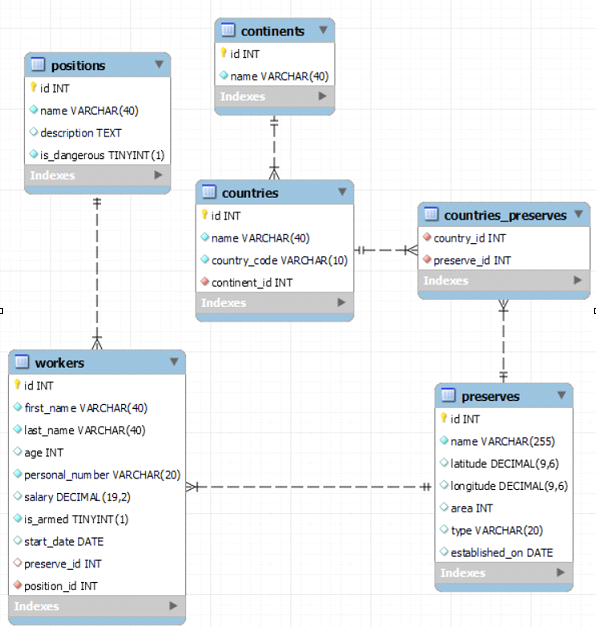 continents
id INT
name VARCHAR(40)
Indexes
positions
id INT
name VARCHAR(40)
description TEXT
is_dangerous TINYINT(1)
Indexes
countries
id INT
name VARCHAR(40)
country_code VARCHAR(10)
continent_id INT
Indexes
countries_preserves
country_id INT
preserve_id INT
Indexes
workers
id INT
first_name VARCHAR(40)
last_name VARCHAR(40)
age INT
personal_number VARCHAR(20)
salary DECIMAL(19,2)
is_armed TINYINT(1)
start_date DATE
preserve_id INT
position_id INT
Indexes
preserves
id INT
name VARCHAR(255)
latitude DECIMAL(9,6)
longitude DECIMAL(9,6)
area INT
type VARCHAR(20)
established_on DATE
Indexes